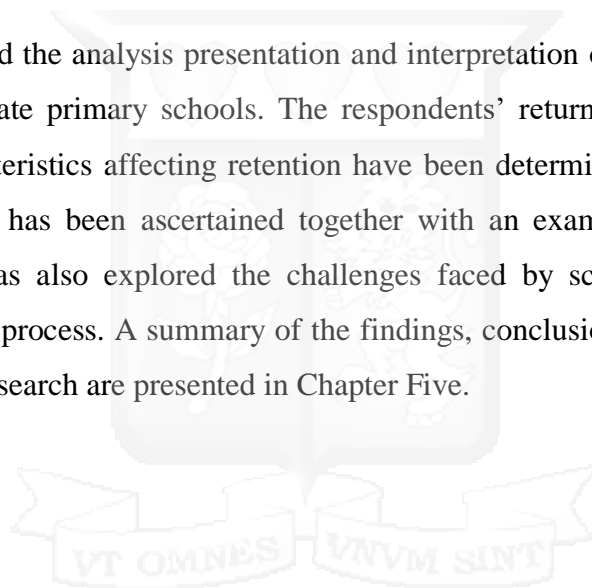 d the analysis presentation and interpretation
ate primary schools. The respondents’ return
teristics affecting retention have been determi
has been ascertained together with an exam
as also explored the challenges faced by sc
process. A summary of the findings, conclusio
search are presented in Chapter Five.
VT OMNES VNVM SINT